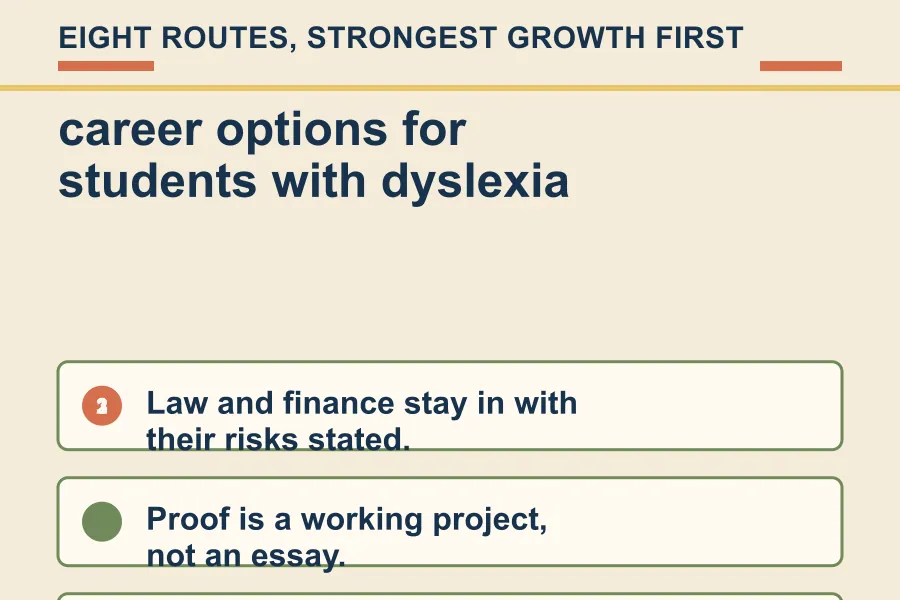 EIGHT ROUTES, STRONGEST GROWTH FIRST
career options for
students with dyslexia
Law and finance stay in with
their risks stated.
Proof is a working project,
not an essay.